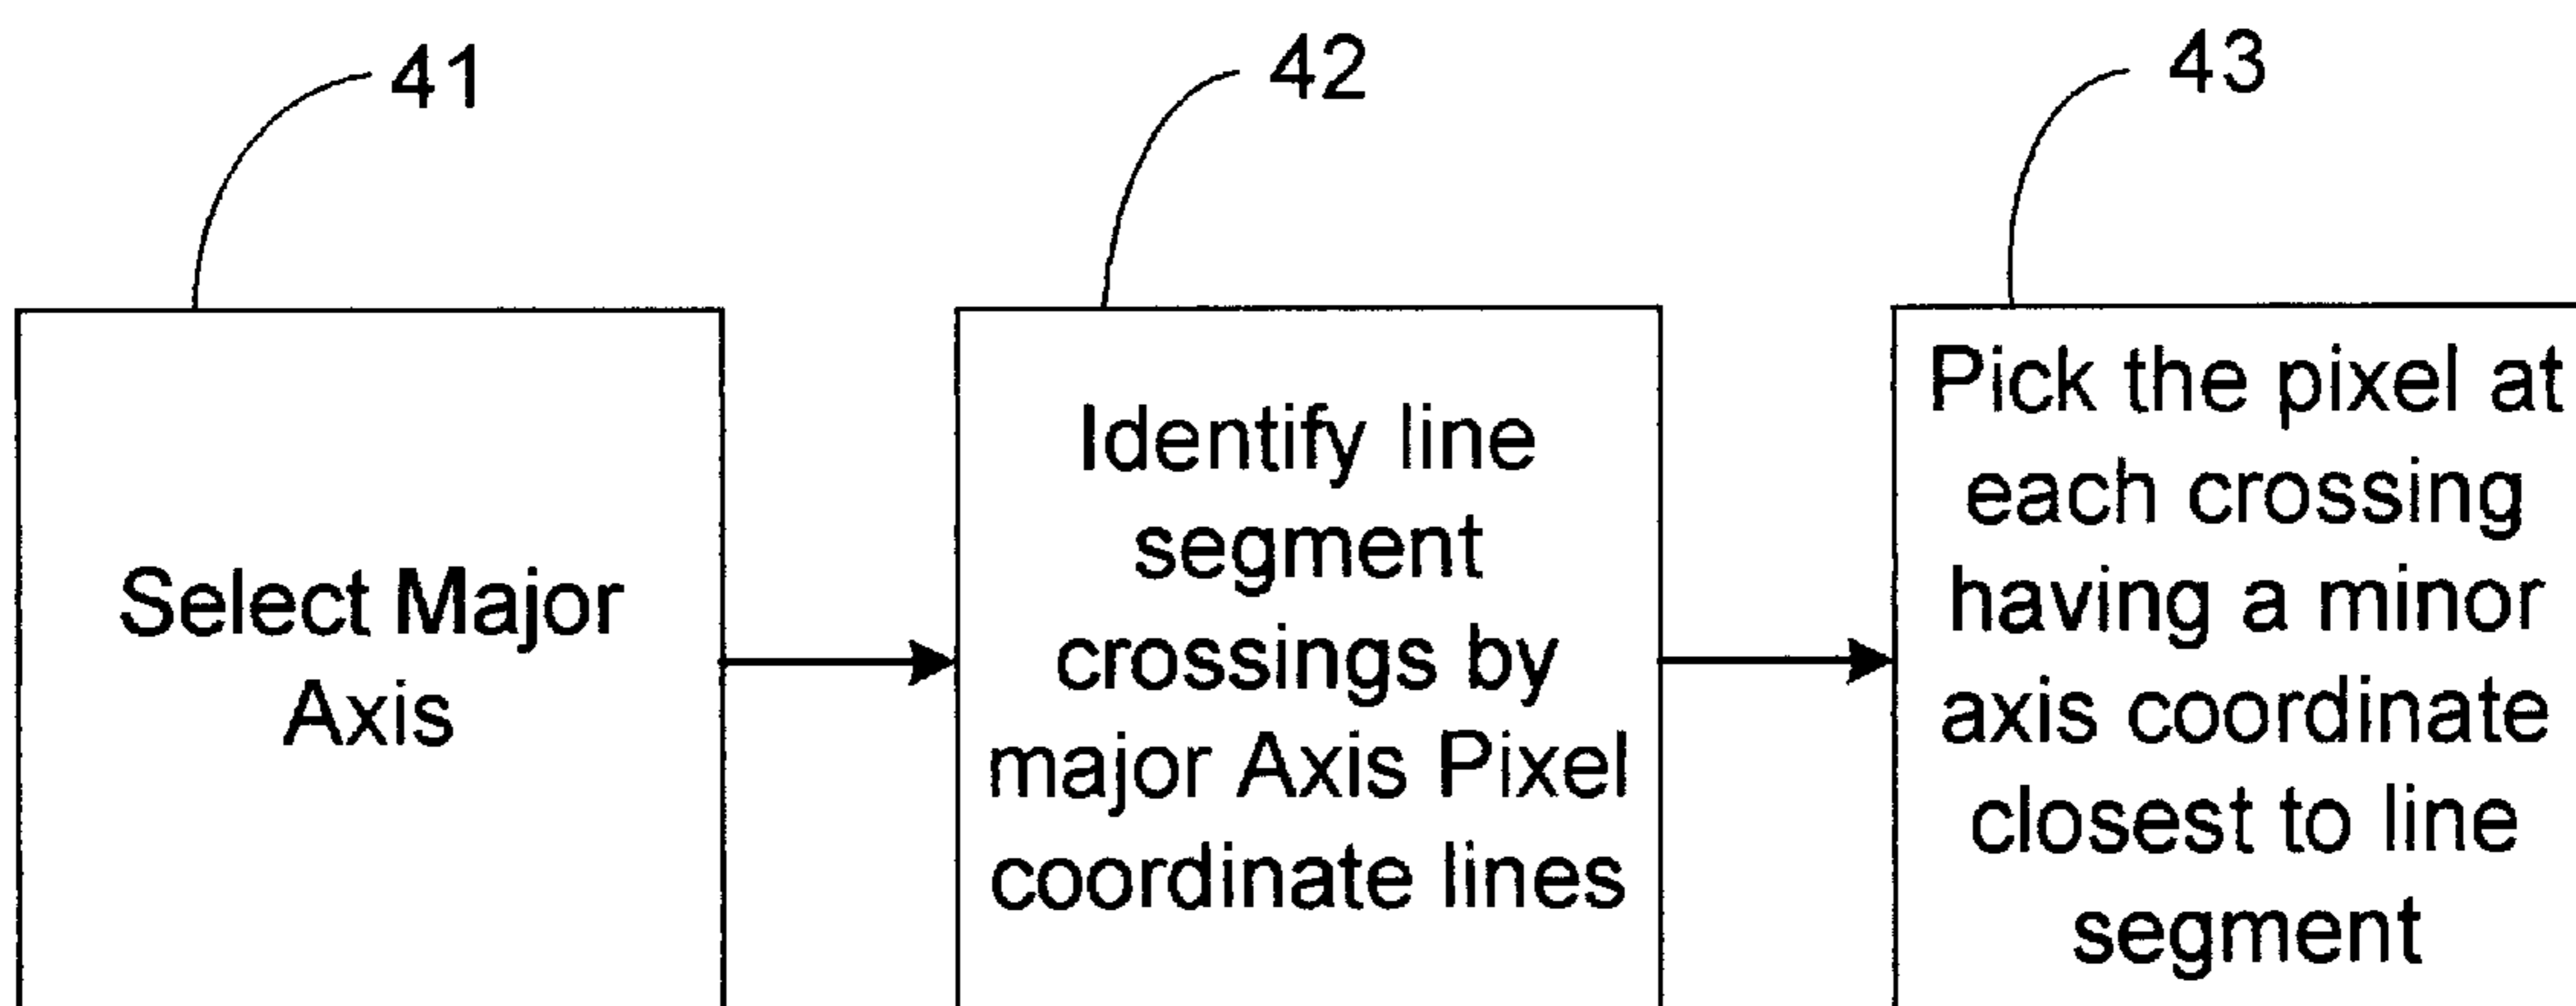 41
42
43
Select Major
Axis
Identify line
segment
crossings by
major Axis Pixel
coordinate lines
Pick the pixel at
each crossing
having a minor
axis coordinate
closest to line
segment